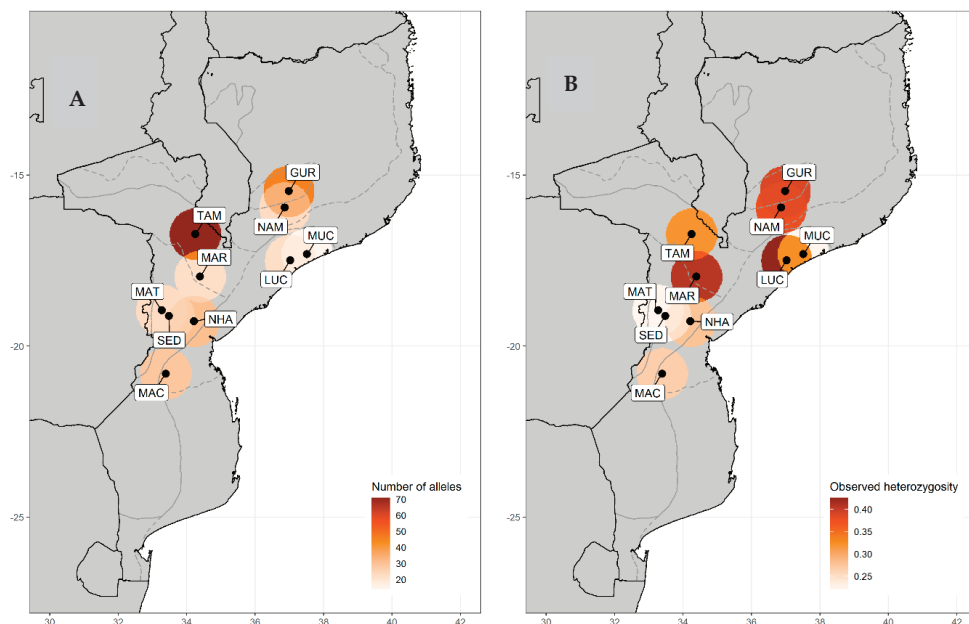 A
B
-15
-20
-25
GUR
TAM
NAM
MUC
MAR
LUC
MAT
NHA
SED
MAC
Number of alleles
70
60
50
40
30
20
30
32
34
36
38
40
42
GUR
NAM
MUC
TAM
LUC
MAR
MAT
NHA
SED
MAC
Observed heterozygosity
0.40
0.35
0.30
0.25
-15
-20
-25
30
32
34
36
38
40
42